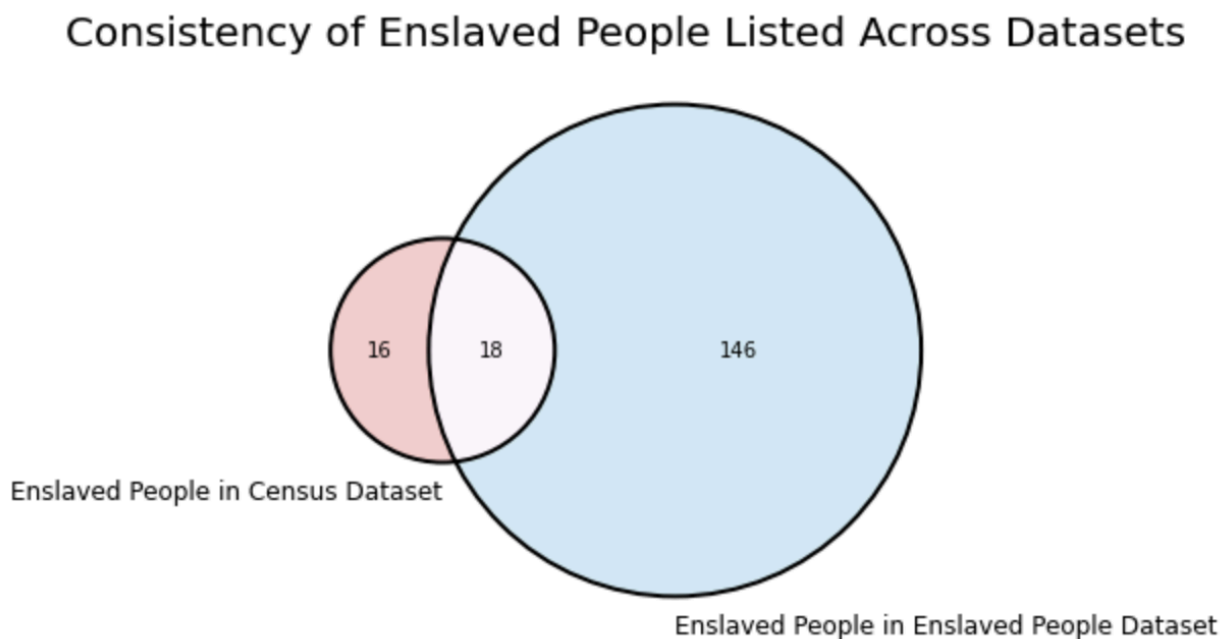 Consistency of Enslaved People Listed Across Datasets
16
18
146
Enslaved People in Census Dataset
Enslaved People in Enslaved People Dataset